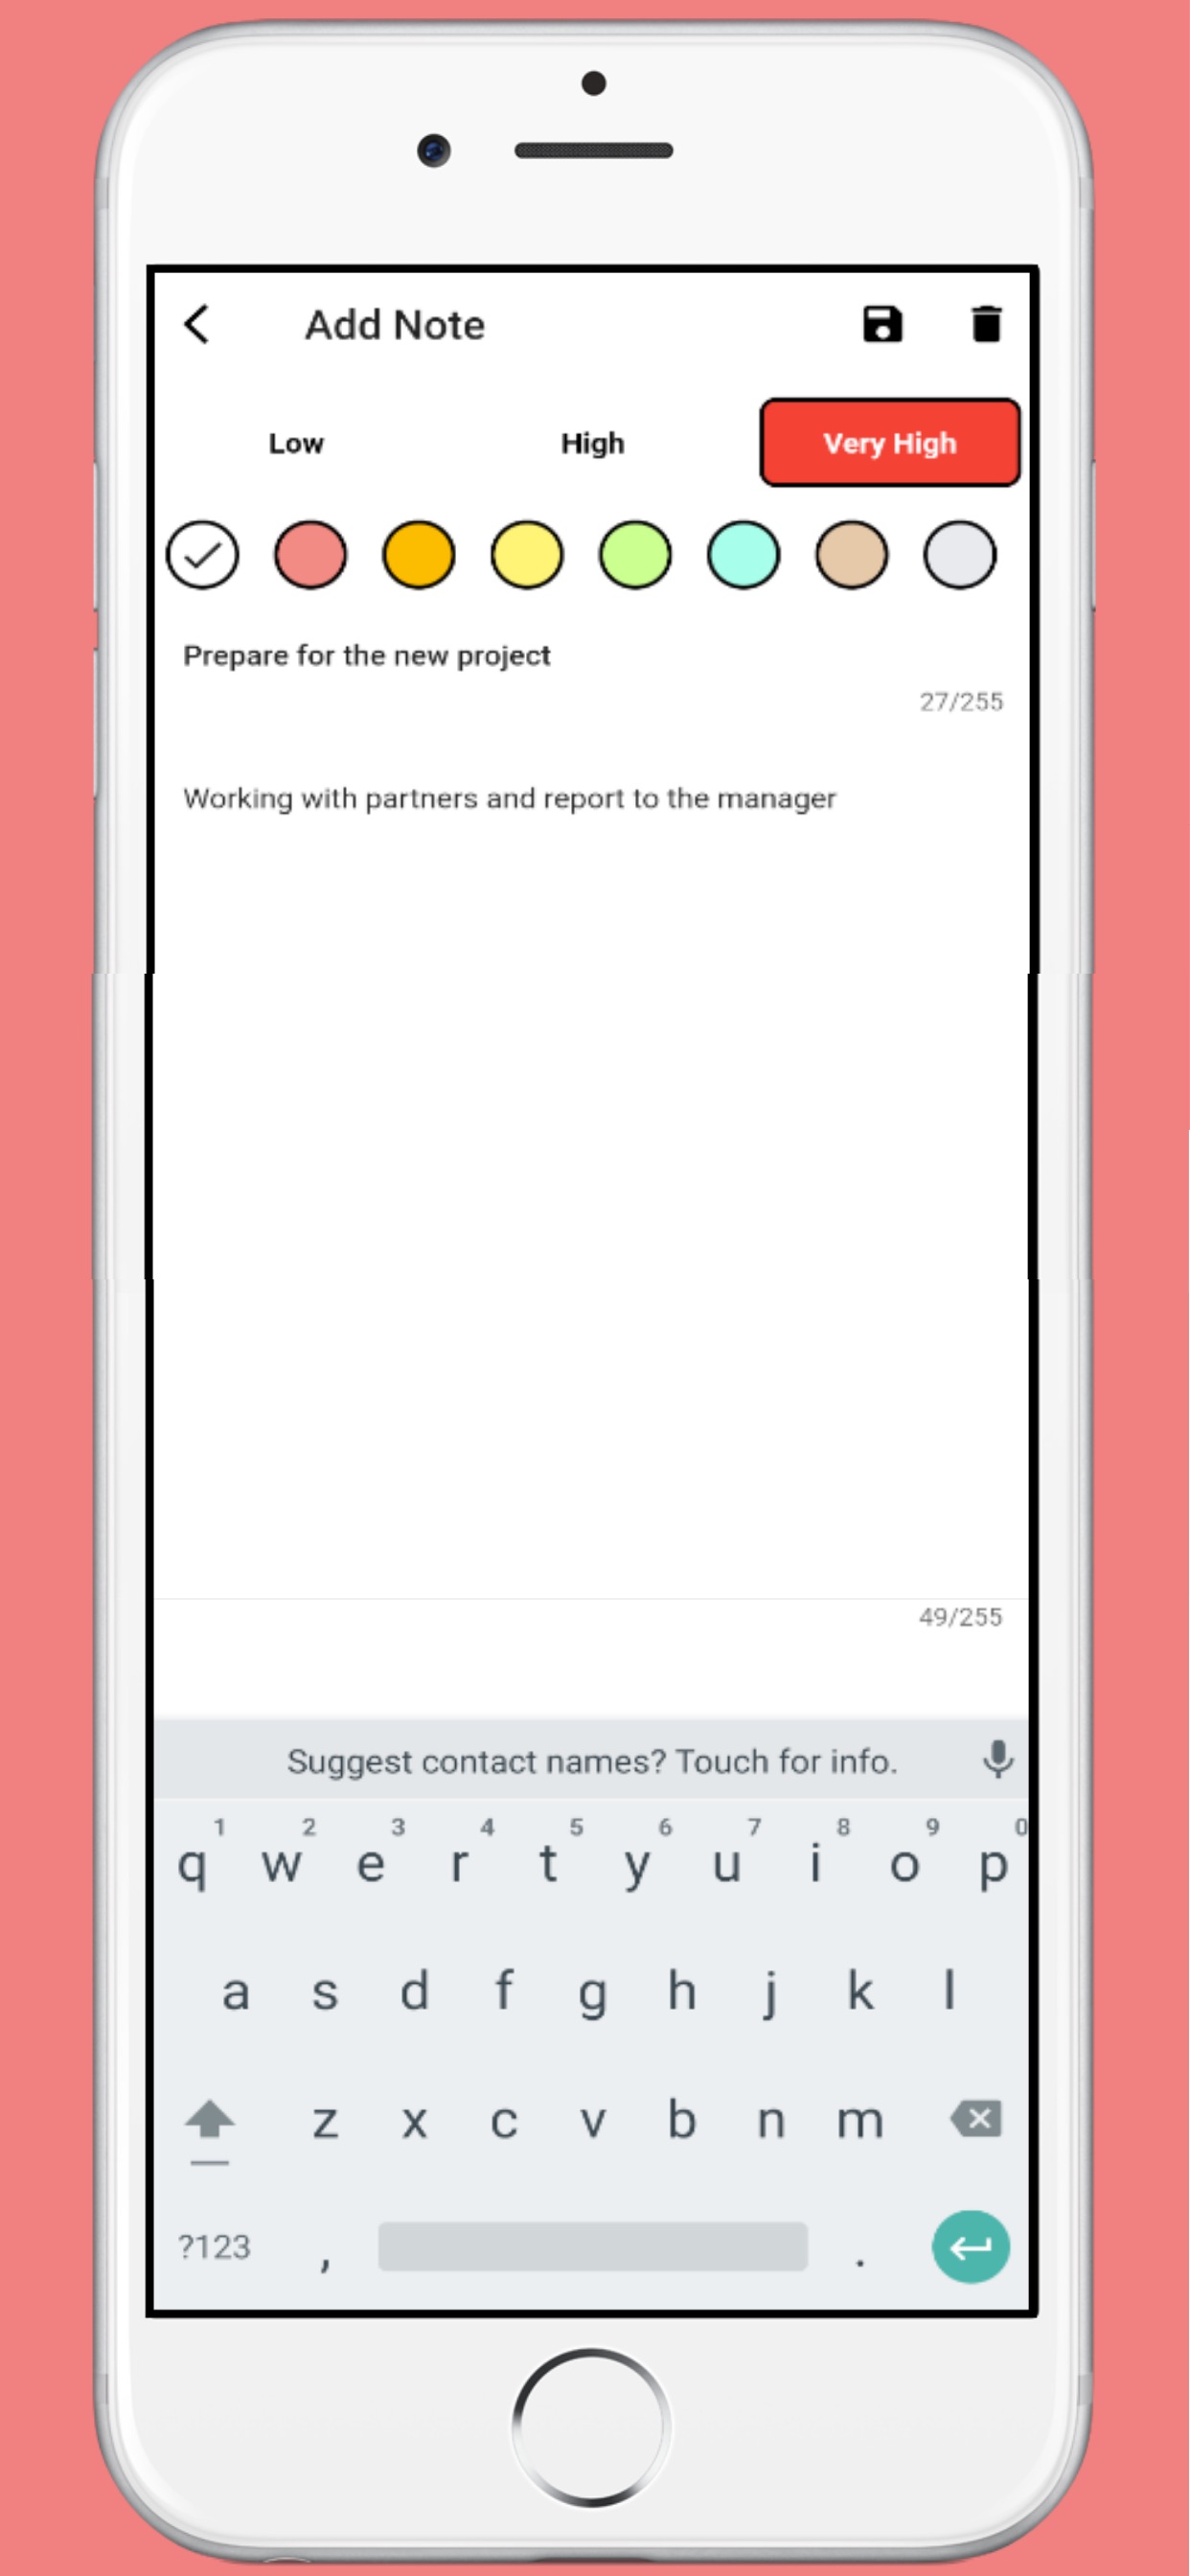 Add Note
Low High Very High
Prepare for the new project
27/255
Working with partners and report to the manager
49/255
Suggest contact names? Touch for info.
1 2 3 4 5 6 7 8 9 0
q w e r t y u i o p
a s d f g h j k l
z x c v b n m
?123 , .